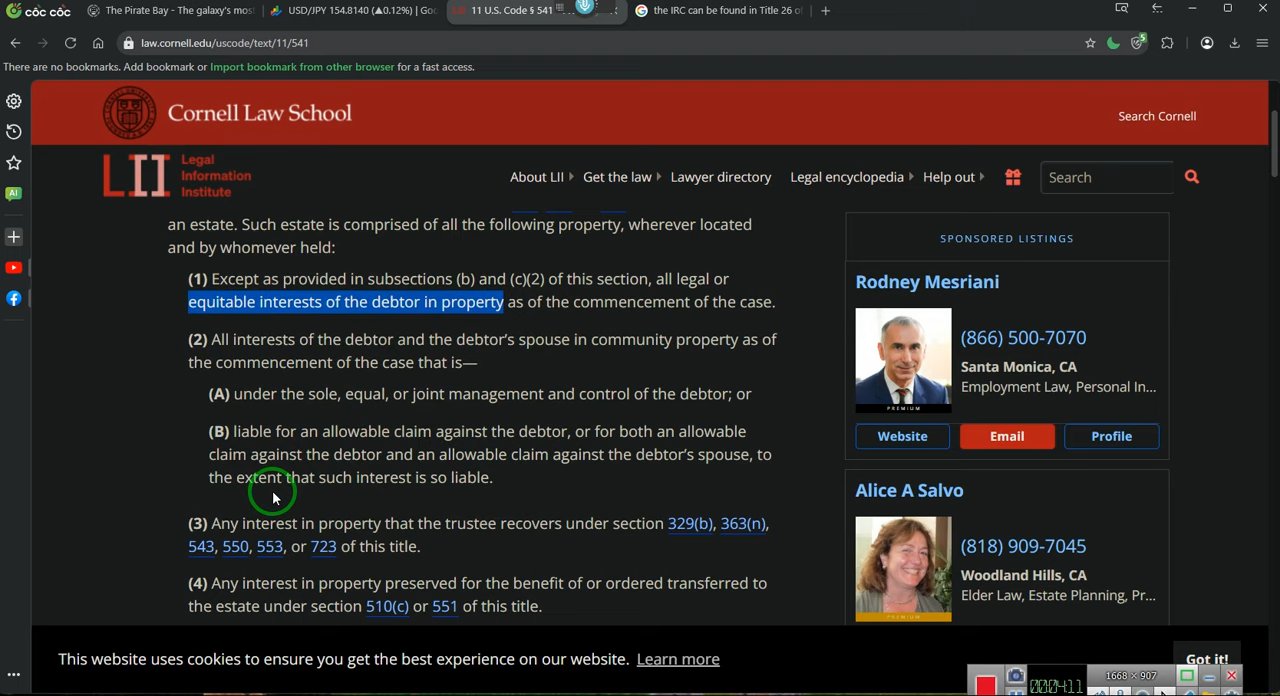 cốc cốc
The Pirate Bay - The galaxy's mos
USD/JPY 154.8140 (▲0.12%) | Go
11 U.S. Code § 541
the IRC can be found in Title 26 o
law.cornell.edu/uscode/text/11/541
5
There are no bookmarks. Add bookmark or Import bookmark from other browser for a fast access.
AI
Cornell Law School
Search Cornell
LII Legal
Information
Institute
About LII
Get the law
Lawyer directory
Legal encyclopedia
Help out
Search
an estate. Such estate is comprised of all the following property, wherever located
and by whomever held:
(1) Except as provided in subsections (b) and (c)(2) of this section, all legal or
equitable interests of the debtor in property as of the commencement of the case.
(2) All interests of the debtor and the debtor's spouse in community property as of
the commencement of the case that is—
(A) under the sole, equal, or joint management and control of the debtor; or
(B) liable for an allowable claim against the debtor, or for both an allowable
claim against the debtor and an allowable claim against the debtor's spouse, to
the extent that such interest is so liable.
(3) Any interest in property that the trustee recovers under section 329(b), 363(n),
543, 550, 553, or 723 of this title.
(4) Any interest in property preserved for the benefit of or ordered transferred to
the estate under section 510(c) or 551 of this title.
SPONSORED LISTINGS
Rodney Mesriani
(866) 500-7070
Santa Monica, CA
Employment Law, Personal In...
PREMIUM
Website
Email
Profile
Alice A Salvo
(818) 909-7045
Woodland Hills, CA
Elder Law, Estate Planning, Pr...
PREMIUM
This website uses cookies to ensure you get the best experience on our website. Learn more
Got it!
1668 × 907